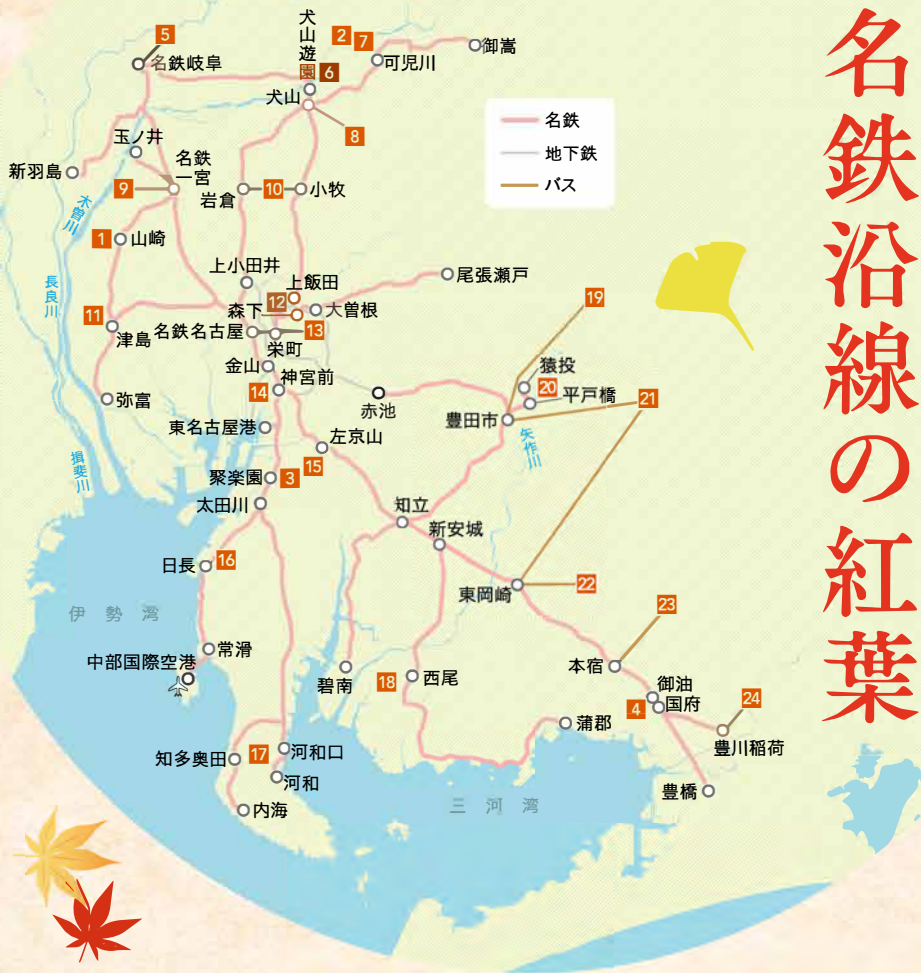 名鉄沿線の紅葉
名鉄
地下鉄
バス
5
名鉄岐阜
犬山遊園
6
2
7
可児川
御嵩
犬山
8
玉ノ井
新羽島
名鉄
一宮
9
木曽川
岩倉
10
小牧
1
山崎
長良川
上小田井
上飯田
尾張瀬戸
12
森下
大曽根
11
津島
名鉄名古屋
13
栄町
19
金山
神宮前
14
猿投
20
平戸橋
21
弥富
赤池
豊田市
矢作川
東名古屋港
左京山
15
揖斐川
聚楽園
3
太田川
知立
新安城
日長
16
東岡崎
22
伊勢湾
23
常滑
中部国際空港
碧南
18
西尾
本宿
御油
国府
4
24
蒲郡
豊川稲荷
知多奥田
17
河和口
河和
豊橋
内海
三河湾